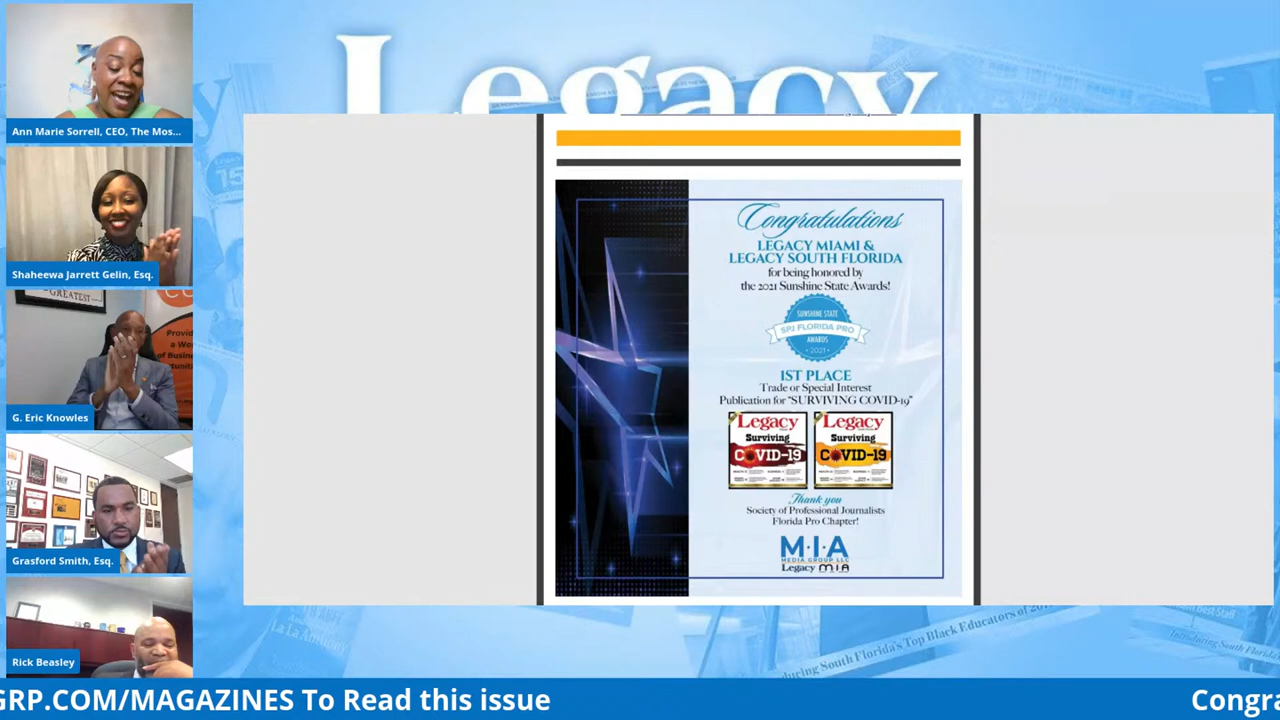 Legacy
Ann Marie Sorrell, CEO, The Mos...
Shaheewa Jarrett Gelin, Esq.
GREATEST
G. Eric Knowles
Grasford Smith, Esq.
Rick Beasley
Congratulations
LEGACY MIAMI &
LEGACY SOUTH FLORIDA
for being honored by
the 2021 Sunshine State Awards!
SUNSHINE STATE
SPJ FLORIDA PRO
AWARDS
• 2021 •
1ST PLACE
Trade or Special Interest
Publication for "SURVIVING COVID-19"
Legacy
Surviving
COVID-19
Legacy
Surviving
COVID-19
Thank you
Society of Professional Journalists
Florida Pro Chapter!
M·I·A
MEDIA GROUP LLC
Legacy MIA
GRP.COM/MAGAZINES To Read this issue
Congra